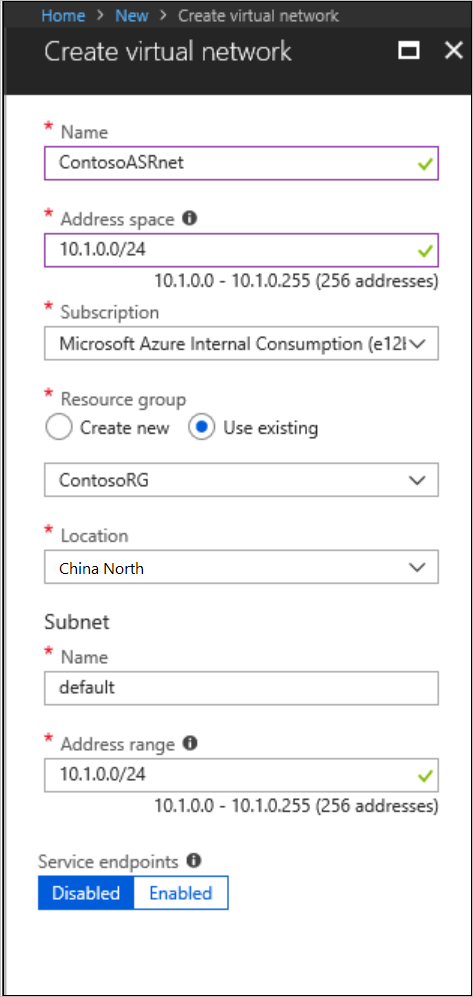 Home > New > Create virtual network
Create virtual network
* Name
ContosoASRnet
* Address space
10.1.0.0/24
10.1.0.0 - 10.1.0.255 (256 addresses)
* Subscription
Microsoft Azure Internal Consumption (e12
* Resource group
Create new Use existing
ContosoRG
* Location
China North
Subnet
* Name
default
* Address range
10.1.0.0/24
10.1.0.0 - 10.1.0.255 (256 addresses)
Service endpoints
Disabled Enabled